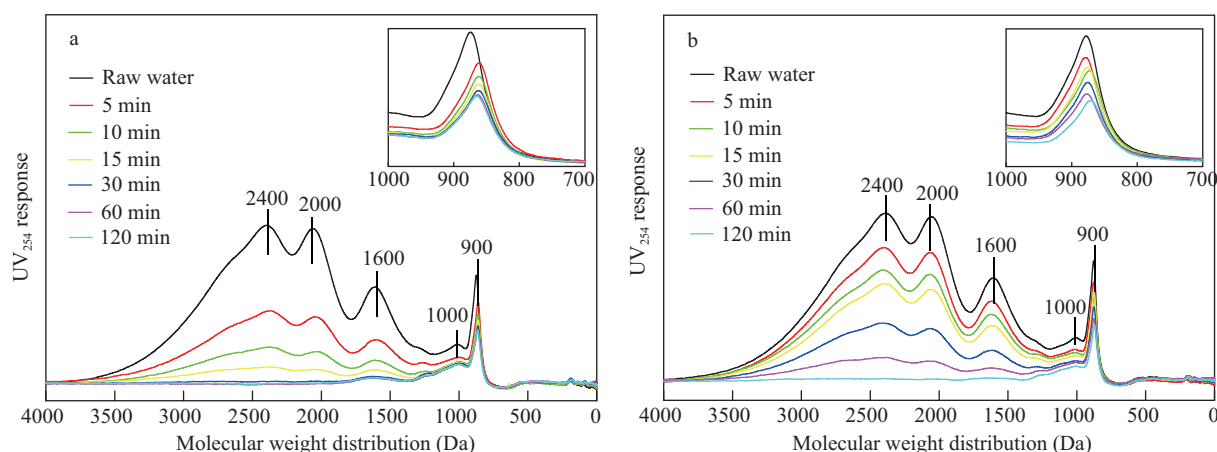 a
Raw water
5 min
10 min
15 min
30 min
60 min
120 min
UV254 response
2400
2000
1600
1000
900
1000 900 800 700
4000 3500 3000 2500 2000 1500 1000 500 0
Molecular weight distribution (Da)
b
Raw water
5 min
10 min
15 min
30 min
60 min
120 min
UV254 response
2400
2000
1600
1000
900
1000 900 800 700
4000 3500 3000 2500 2000 1500 1000 500 0
Molecular weight distribution (Da)